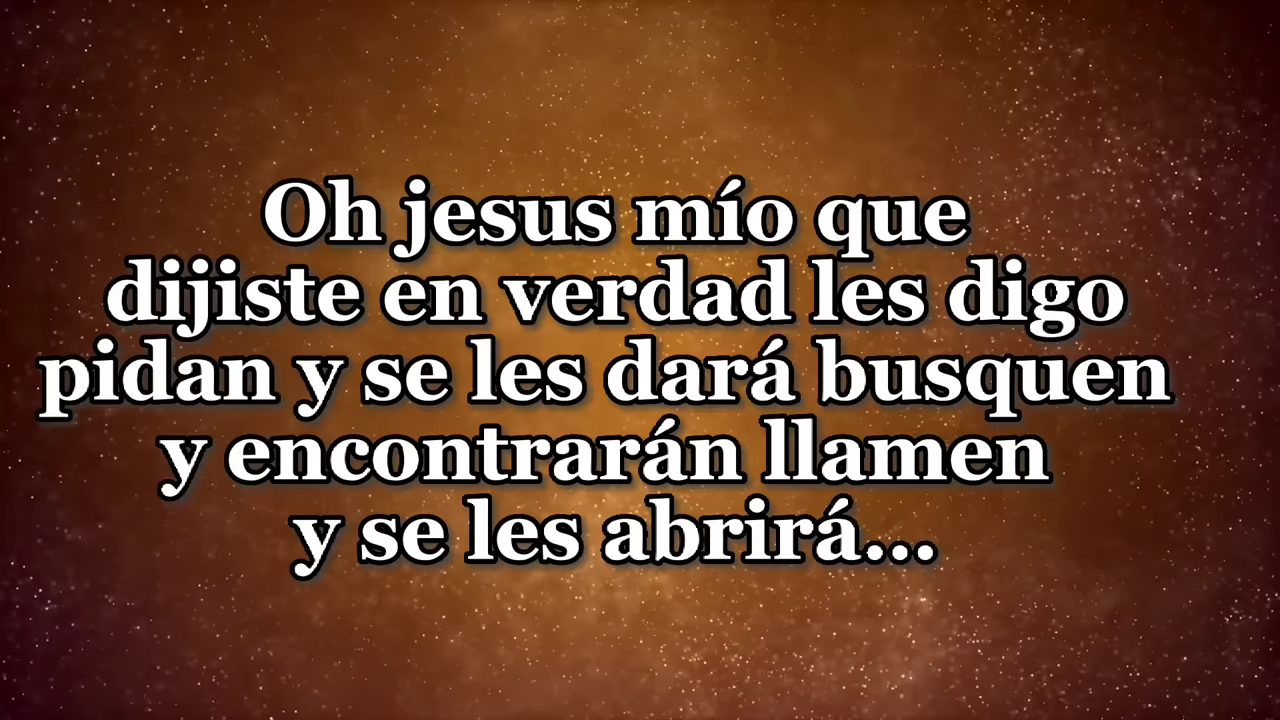 Oh jesus mío que
dijiste en verdad les digo
pidan y se les dará busquen
y encontrarán llamen
y se les abrirá...